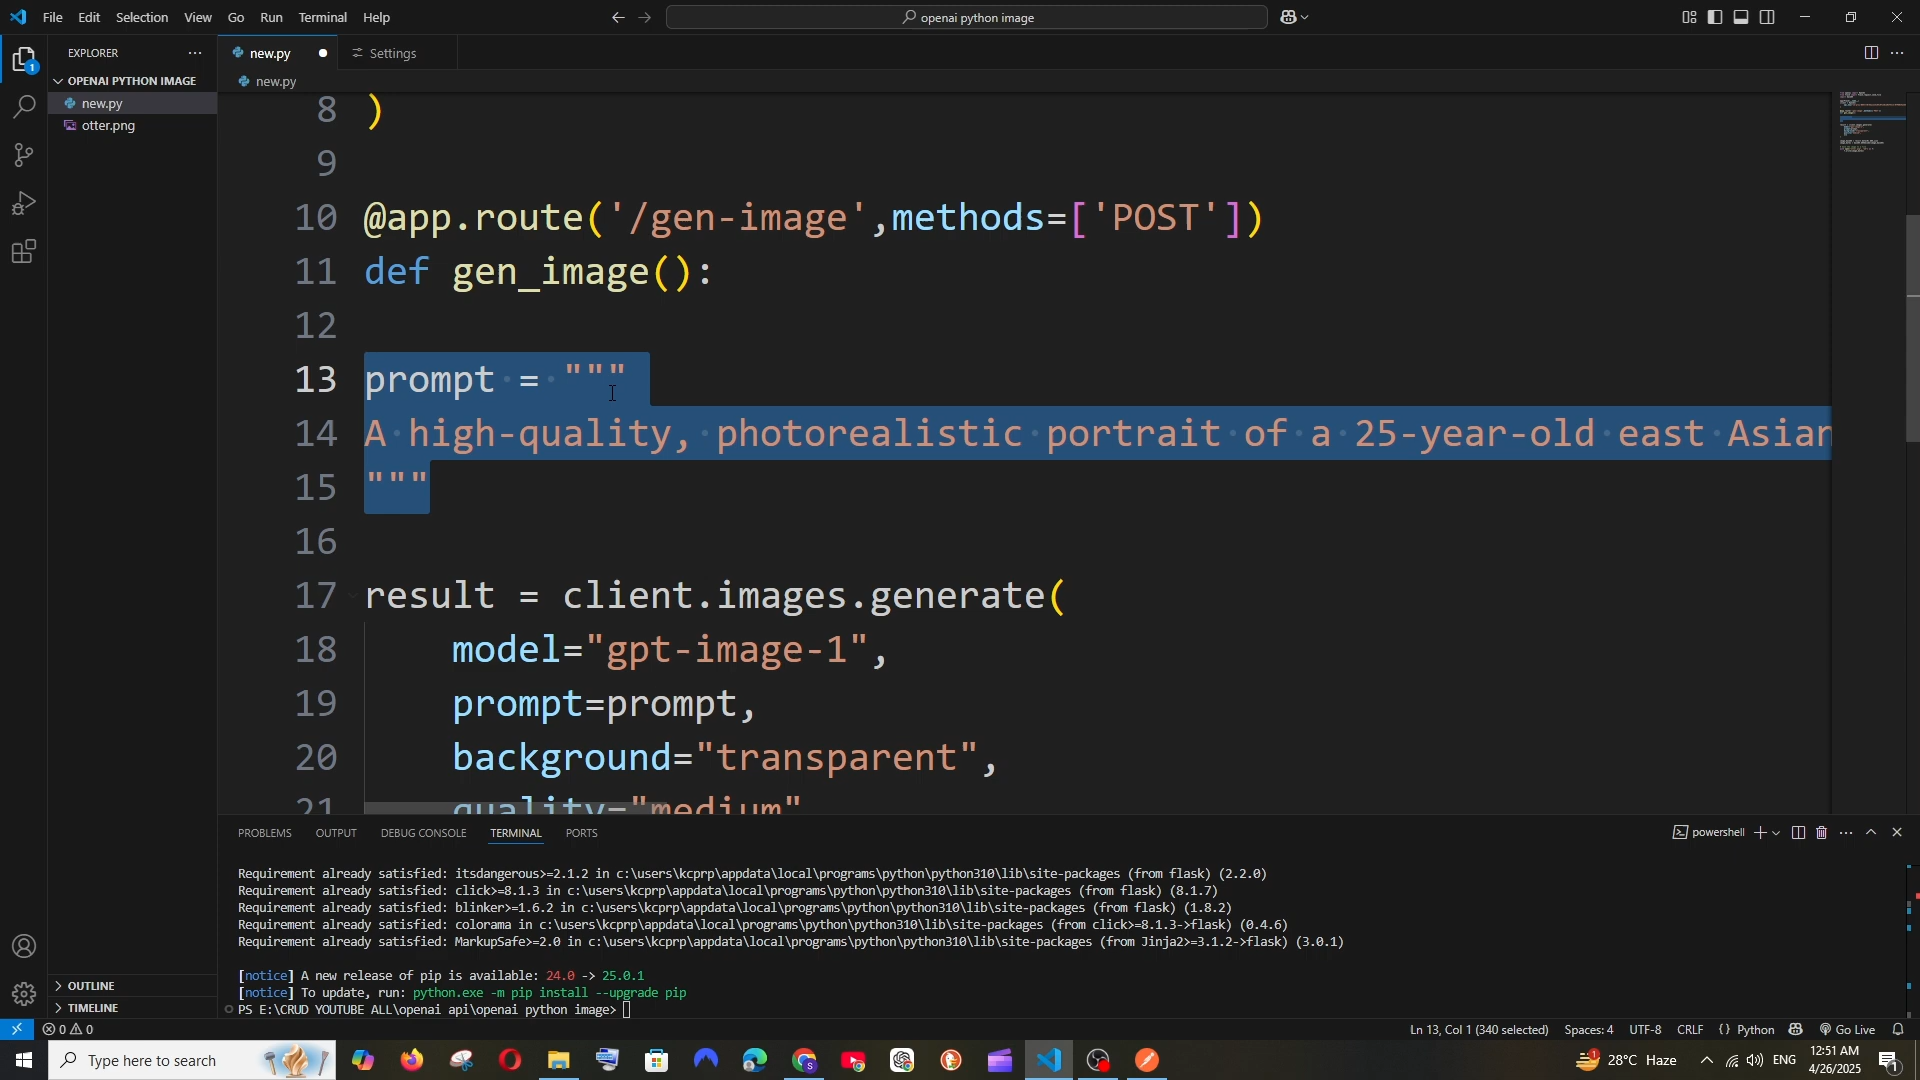 File Edit Selection View Go Run Terminal Help
openai python image
EXPLORER
new.py
Settings
OPENAI PYTHON IMAGE
new.py
otter.png
new.py
8 )
9
10 @app.route('/gen-image',methods=['POST'])
11 def gen_image():
12
13 prompt = """
14 A high-quality, photorealistic portrait of a 25-year-old east Asian
15 """
16
17 result = client.images.generate(
18 model="gpt-image-1",
19 prompt=prompt,
20 background="transparent",
21 quality="medium"
PROBLEMS OUTPUT DEBUG CONSOLE TERMINAL PORTS
powershell
Requirement already satisfied: itsdangerous>=2.1.2 in c:\users\kcprp\appdata\local\programs\python\python310\lib\site-packages (from flask) (2.2.0)
Requirement already satisfied: click>=8.1.3 in c:\users\kcprp\appdata\local\programs\python\python310\lib\site-packages (from flask) (8.1.7)
Requirement already satisfied: blinker>=1.6.2 in c:\users\kcprp\appdata\local\programs\python\python310\lib\site-packages (from flask) (1.8.2)
Requirement already satisfied: colorama in c:\users\kcprp\appdata\local\programs\python\python310\lib\site-packages (from click>=8.1.3->flask) (0.4.6)
Requirement already satisfied: MarkupSafe>=2.0 in c:\users\kcprp\appdata\local\programs\python\python310\lib\site-packages (from Jinja2>=3.1.2->flask) (3.0.1)
[notice] A new release of pip is available: 24.0 -> 25.0.1
[notice] To update, run: python.exe -m pip install --upgrade pip
PS E:\CRUD YOUTUBE ALL\openai api\openai python image>
OUTLINE
TIMELINE
0 0
Ln 13, Col 1 (340 selected) Spaces: 4 UTF-8 CRLF {} Python Go Live
Type here to search
28°C Haze
ENG
12:51 AM
4/26/2025